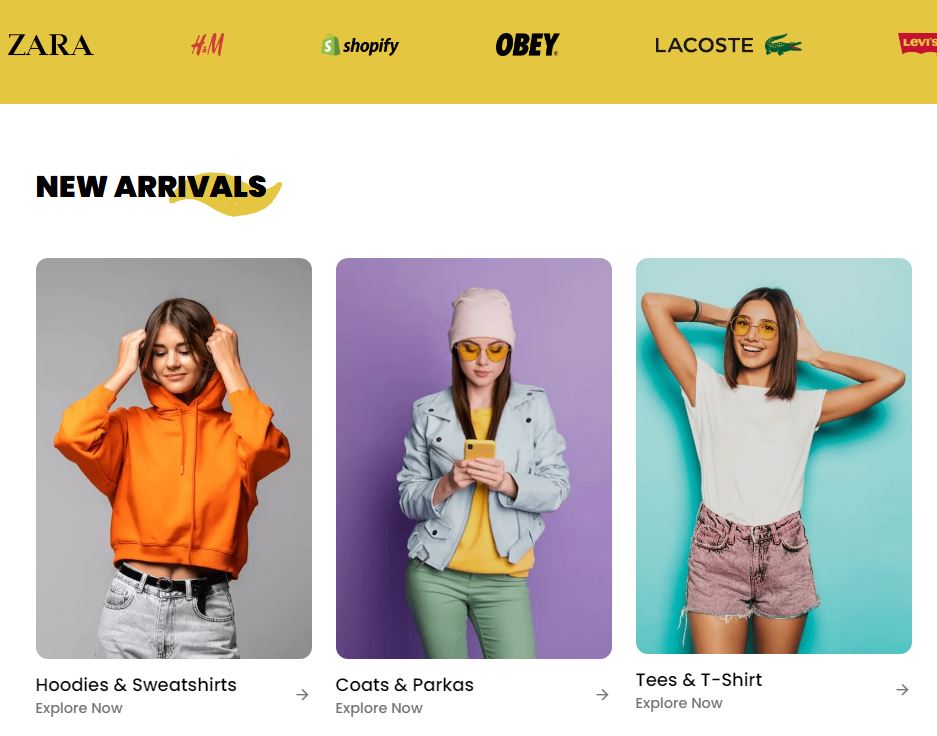 ZARA H&M shopify OBEY LACOSTE Levi's
NEW ARRIVALS
Hoodies & Sweatshirts
Explore Now
Coats & Parkas
Explore Now
Tees & T-Shirt
Explore Now